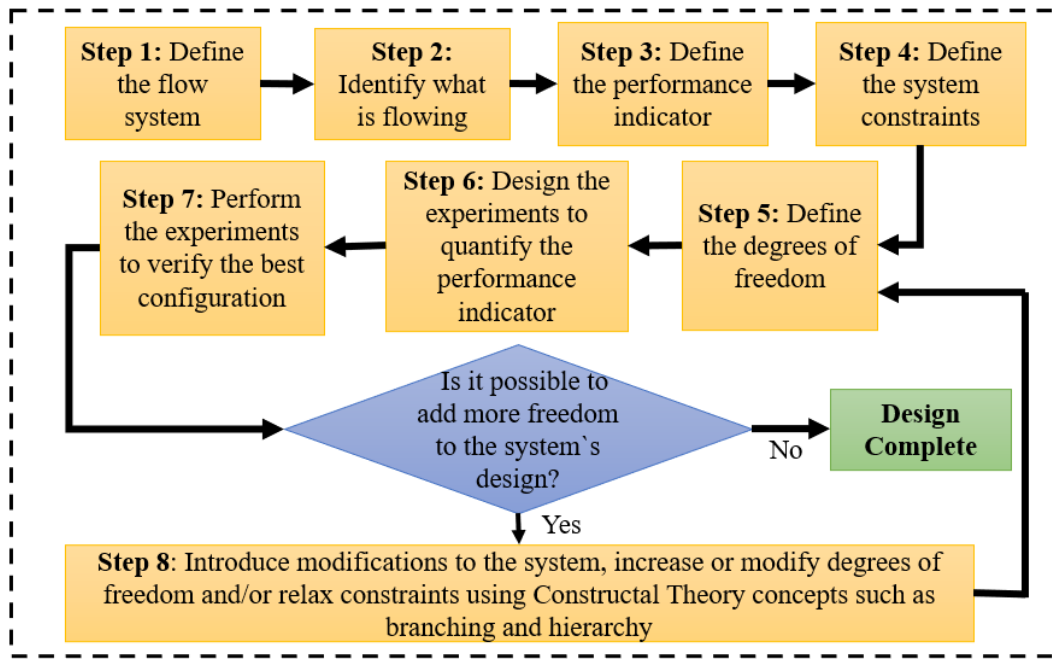 Step 1: Define
the flow
system
Step 2:
Identify what
is flowing
Step 3: Define
the performance
indicator
Step 4: Define
the system
constraints
Step 5: Define
the degrees of
freedom
Step 6: Design the
experiments to
quantify the
performance
indicator
Step 7: Perform
the experiments
to verify the best
configuration
Is it possible to
add more freedom
to the system`s
design?
No
Design
Complete
Yes
Step 8: Introduce modifications to the system, increase or modify degrees of
freedom and/or relax constraints using Constructal Theory concepts such as
branching and hierarchy